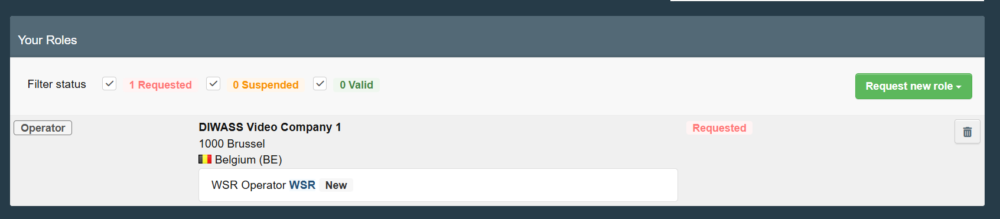 Your Roles
Filter status 1 Requested 0 Suspended 0 Valid Request new role
Operator DIWASS Video Company 1 Requested
1000 Brussel
Belgium (BE)
WSR Operator WSR New